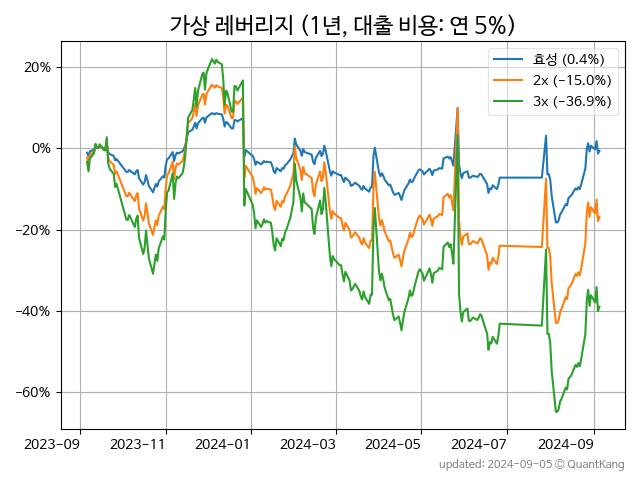 가상 레버리지 (1년, 대출 비용: 연 5%)
효성 (0.4%)
2x (−15.0%)
3x (−36.9%)
20%
0%
−20%
−40%
−60%
2023−09 2023−11 2024−01 2024−03 2024−05 2024−07 2024−09
updated: 2024−09−05 © QuantKang